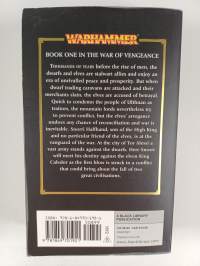 WARHAMMER
BOOK ONE IN THE WAR OF VENGEANCE
THOUSANDS OF YEARS before the rise of men, the
dwarfs and elves are stalwart allies and enjoy an
era of unrivalled peace and prosperity. But when
dwarf trading caravans are attacked and their
merchants slain, the elves are accused of betrayal.
Quick to condemn the people of Ulthuan
as traitors, the mountain lords nevertheless try
to prevent conflict, but the elves' arrogance
undoes any chance of reconciliation and war is
inevitable. Snorri Halfhand, son of the High King
and no particular friend of the elves, is at
the vanguard of the war. At the city of Tor Alessi a
vast army stands against the dwarfs. Here Snorri
will meet his destiny against the elven King
Caledor as the first blow is struck in a conflict
that could bring about the fall of two
great civilisations.
A BLACK LIBRARY
PUBLICATION